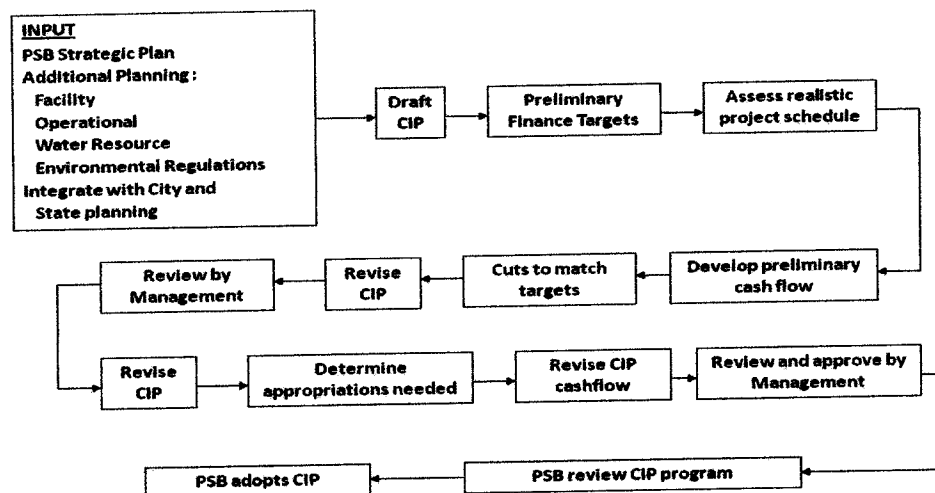 INPUT
PSB Strategic Plan
Additional Planning:
Facility
Operational
Water Resource
Environmental Regulations
Integrate with City and
State planning
Draft
CIP
Preliminary
Finance Targets
Assess realistic
project schedule
Develop preliminary
cash flow
Cuts to match
targets
Revise
CIP
Review by
Management
Revise
CIP
Determine
appropriations needed
Revise CIP
cashflow
Review and approve by
Management
PSB review CIP program
PSB adopts CIP